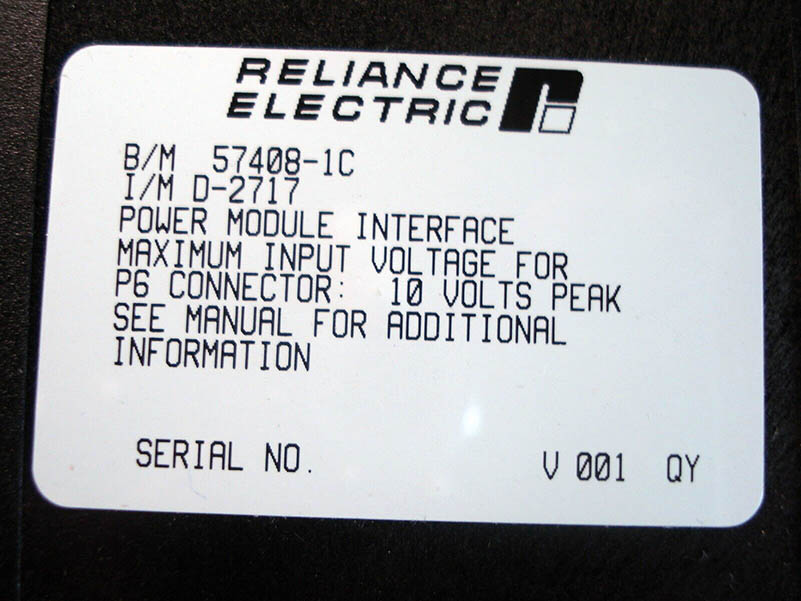 RELIANCE
ELECTRIC
B/M 57408-1C
I/M D-2717
POWER MODULE INTERFACE
MAXIMUM INPUT VOLTAGE FOR
P6 CONNECTOR: 10 VOLTS PEAK
SEE MANUAL FOR ADDITIONAL
INFORMATION
SERIAL NO. V 001 QY